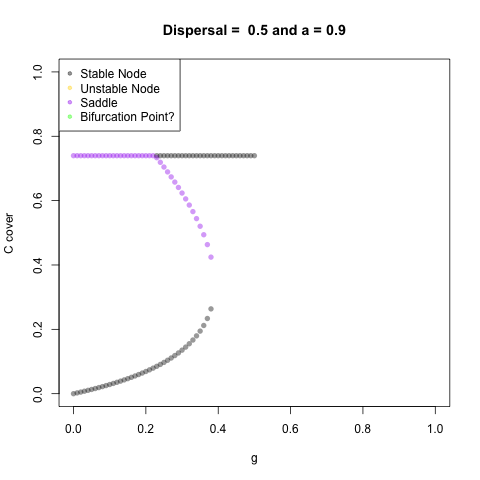 Dispersal =  0.5 and a = 0.9
Stable Node
Unstable Node
Saddle
Bifurcation Point?
C cover
1.0
0.8
0.6
0.4
0.2
0.0
0.0 0.2 0.4 0.6 0.8 1.0
g